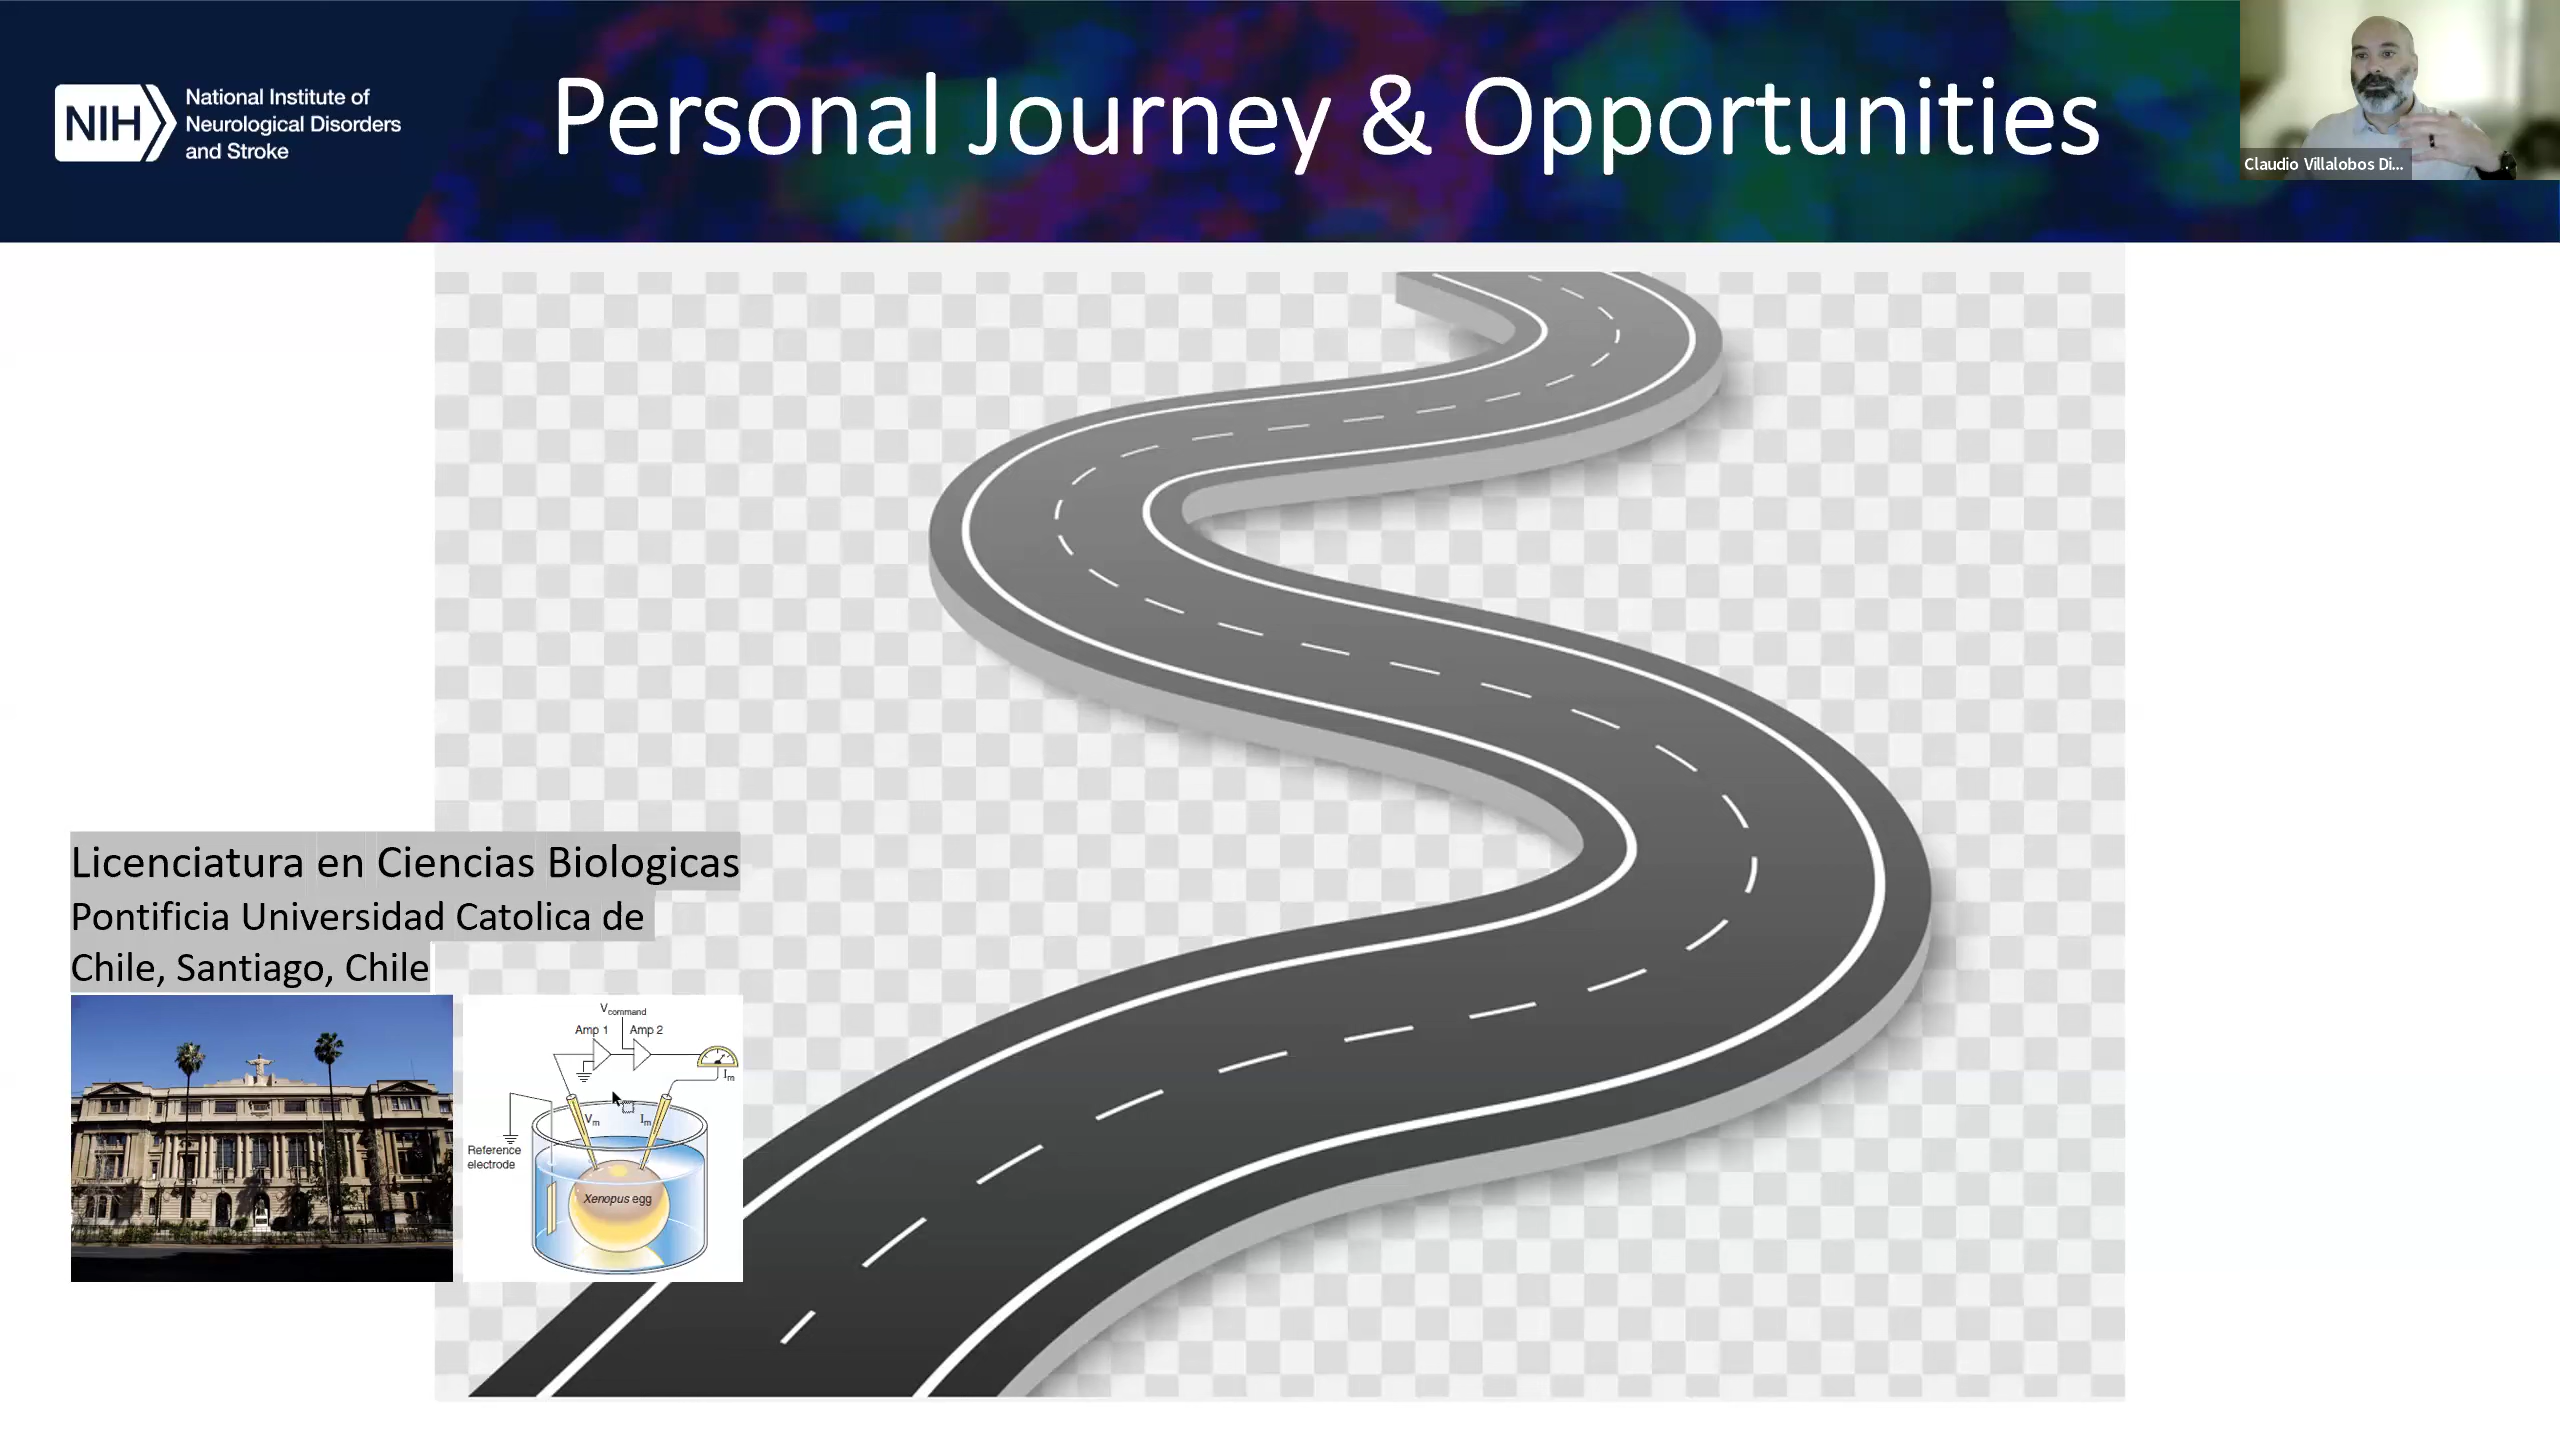 NIH
National Institute of
Neurological Disorders
and Stroke
Personal Journey & Opportunities
Claudio Villalobos Di...
Licenciatura en Ciencias Biologicas
Pontificia Universidad Catolica de
Chile, Santiago, Chile
Vcommand
Amp 1 Amp 2
Im
Vm Im
Reference
electrode
Xenopus egg